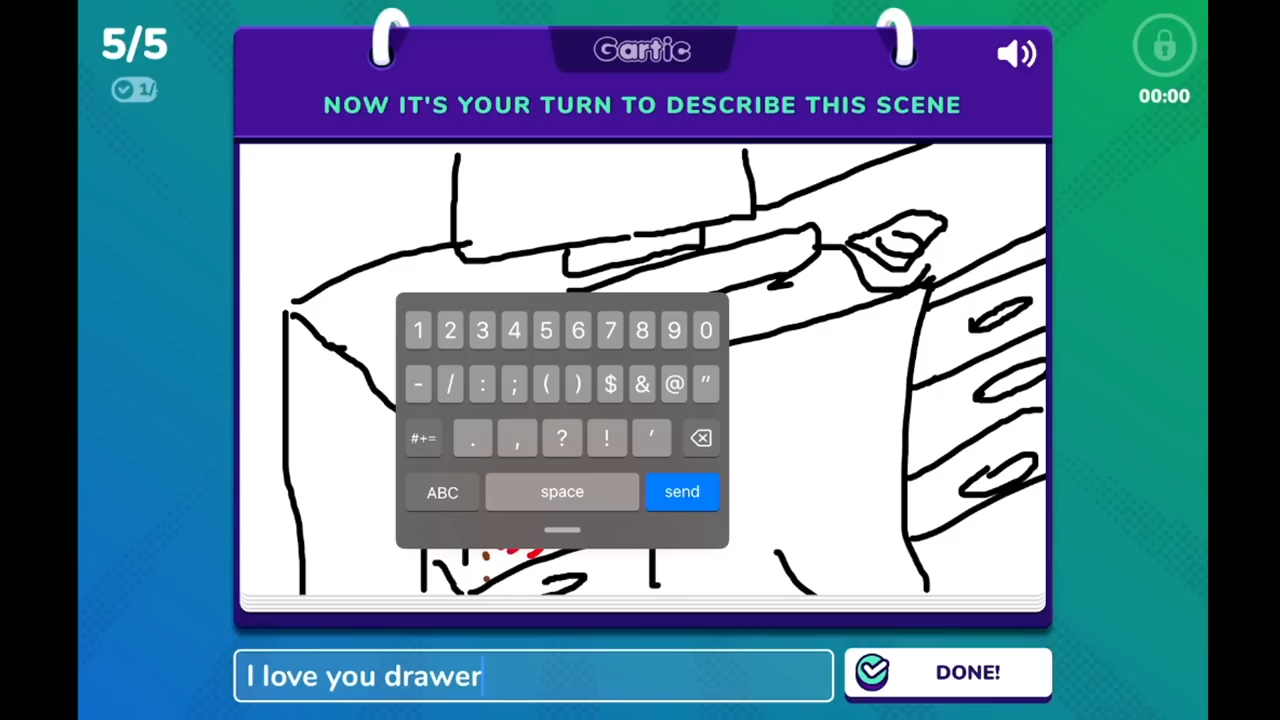 5/5
1/
Gartic
00:00
NOW IT'S YOUR TURN TO DESCRIBE THIS SCENE
1 2 3 4 5 6 7 8 9 0
- / : ; ( ) $ & @ "
#+= . , ? ! '
ABC space send
I love you drawer
DONE!